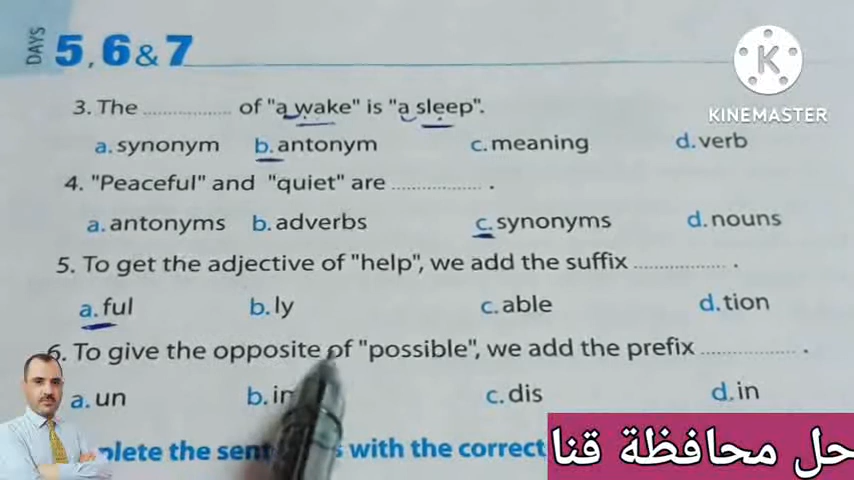 DAYS 5, 6 & 7
K
KINEMASTER
3. The ................ of "a wake" is "a sleep".
a. synonym b. antonym c. meaning d. verb
4. "Peaceful" and "quiet" are ................ .
a. antonyms b. adverbs c. synonyms d. nouns
5. To get the adjective of "help", we add the suffix ................ .
a. ful b. ly c. able d. tion
6. To give the opposite of "possible", we add the prefix ................ .
a. un b. c. dis d. in
the with the correct
حل محافظة قنا